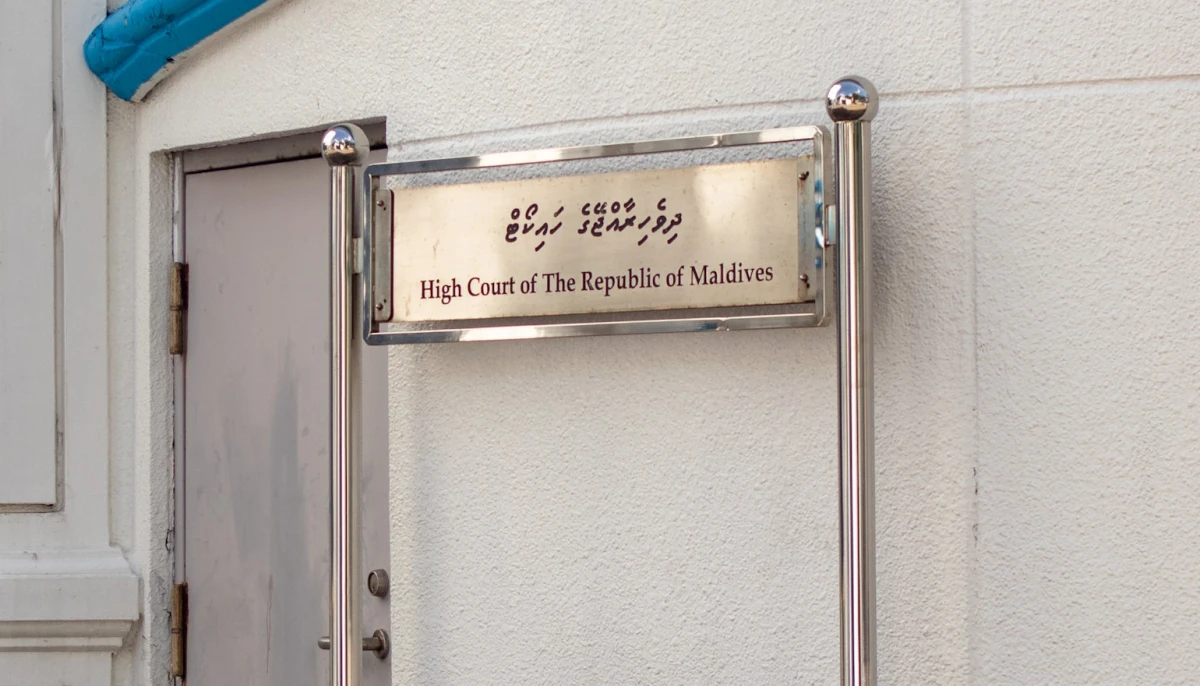 ދިވެހިރާއްޖޭގެ ހައިކޯޓް
High Court of The Republic of Maldives